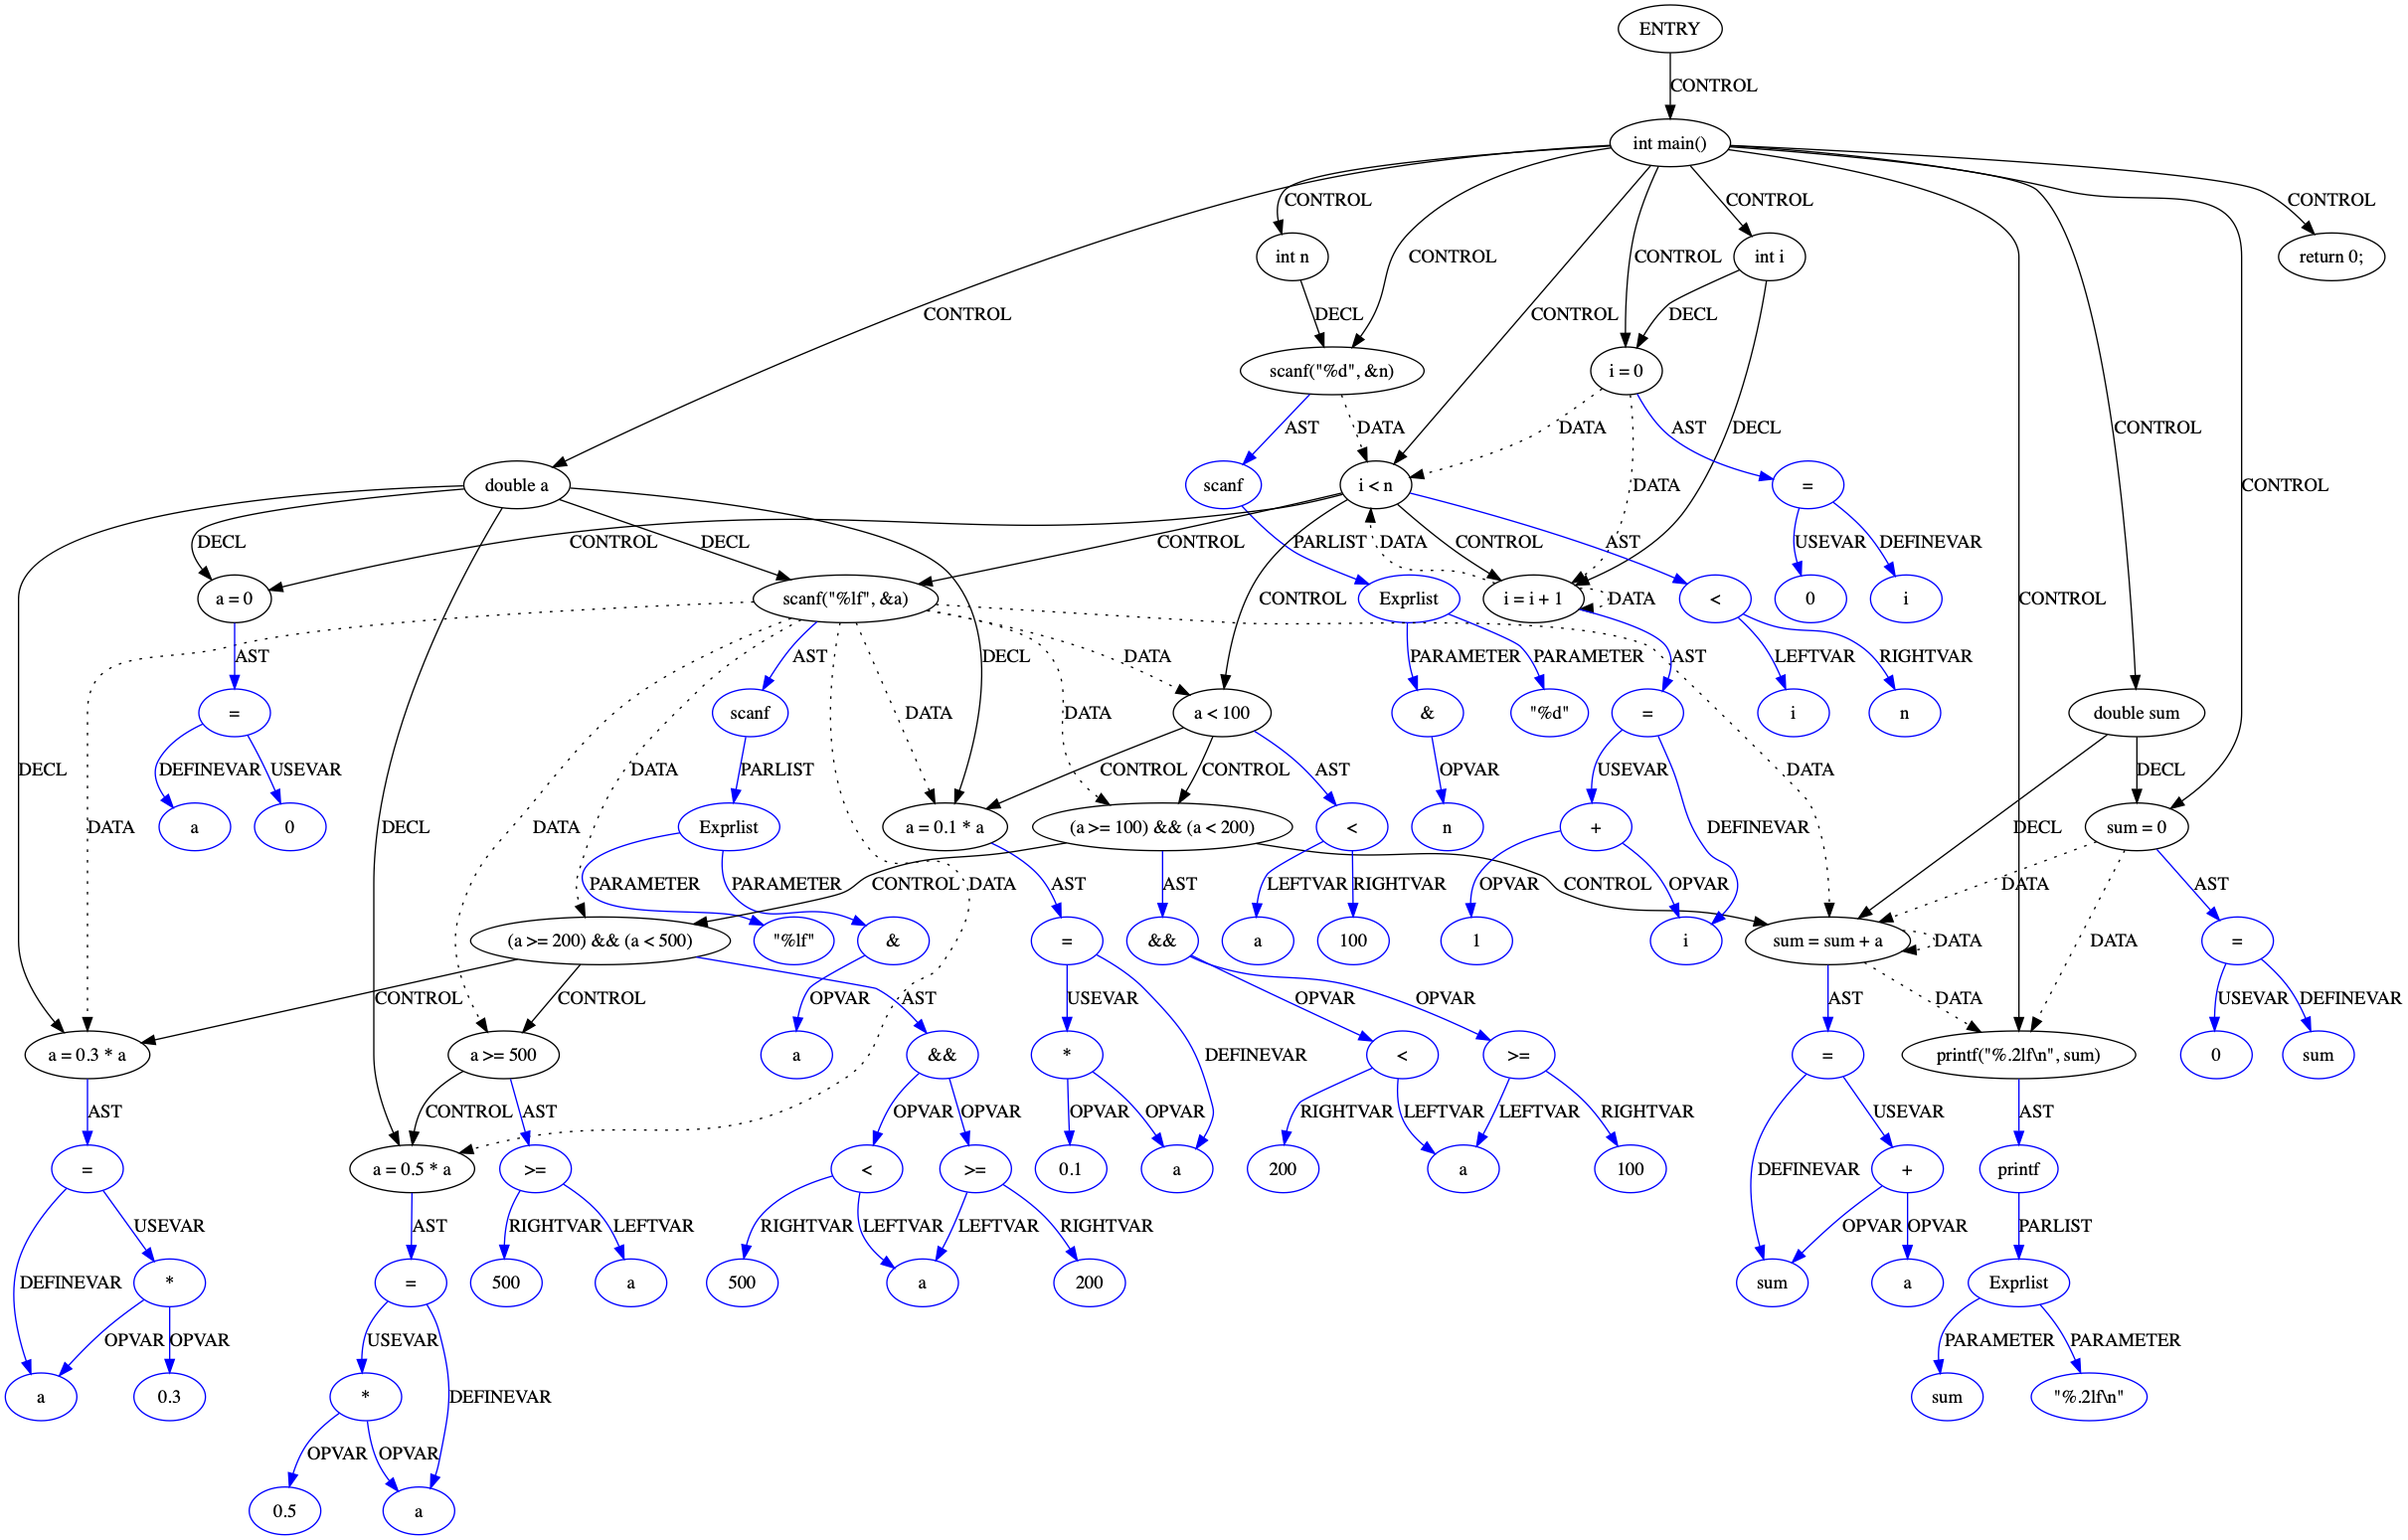 ENTRY
CONTROL
int main()
CONTROL
CONTROL
CONTROL
int n
CONTROL
CONTROL
int i
return 0;
CONTROL
DECL
CONTROL
DECL
scanf("%d", &n)
i = 0
AST
DATA
DATA
AST
DECL
CONTROL
double a
scanf
i < n
DATA
=
CONTROL
DECL
CONTROL
DECL
CONTROL
PARLIST
DATA
CONTROL
AST
USEVAR
DEFINEVAR
a = 0
scanf("%lf", &a)
CONTROL
Exprlist
i = i + 1
DATA
<
0
i
CONTROL
AST
AST
DECL
DATA
PARAMETER
PARAMETER
AST
LEFTVAR
RIGHTVAR
=
scanf
a < 100
&
"%d"
=
i
n
double sum
DECL
DEFINEVAR
USEVAR
DATA
PARLIST
DATA
DATA
CONTROL
CONTROL
AST
OPVAR
USEVAR
DATA
DECL
DATA
a
0
DECL
DATA
Exprlist
a = 0.1 * a
(a >= 100) && (a < 200)
<
n
+
DEFINEVAR
DECL
sum = 0
PARAMETER
PARAMETER
CONTROL
DATA
AST
AST
CONTROL
LEFTVAR
RIGHTVAR
OPVAR
OPVAR
DATA
AST
(a >= 200) && (a < 500)
"%lf"
&
=
&&
a
100
1
i
sum = sum + a
DATA
DATA
=
CONTROL
CONTROL
AST
OPVAR
USEVAR
OPVAR
OPVAR
AST
DATA
USEVAR
DEFINEVAR
a = 0.3 * a
a >= 500
a
&&
*
DEFINEVAR
<
>=
=
printf("%.2lf\n", sum)
0
sum
AST
CONTROL
AST
OPVAR
OPVAR
OPVAR
OPVAR
RIGHTVAR
LEFTVAR
LEFTVAR
RIGHTVAR
USEVAR
AST
=
a = 0.5 * a
>=
<
>=
0.1
a
200
a
100
DEFINEVAR
+
printf
USEVAR
AST
RIGHTVAR
LEFTVAR
RIGHTVAR
LEFTVAR
LEFTVAR
RIGHTVAR
OPVAR
OPVAR
PARLIST
DEFINEVAR
*
=
500
a
500
a
200
sum
a
Exprlist
OPVAR
OPVAR
USEVAR
PARAMETER
PARAMETER
a
0.3
*
DEFINEVAR
sum
"%.2lf\n"
OPVAR
OPVAR
0.5
a